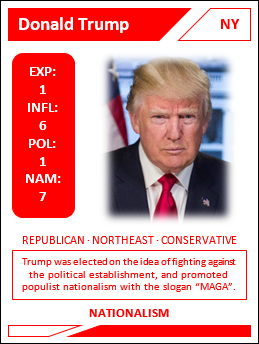 Donald Trump NY
EXP:
1
INFL:
6
POL:
1
NAM:
7
REPUBLICAN · NORTHEAST · CONSERVATIVE
Trump was elected on the idea of fighting against
the political establishment, and promoted
populist nationalism with the slogan “MAGA”.
NATIONALISM